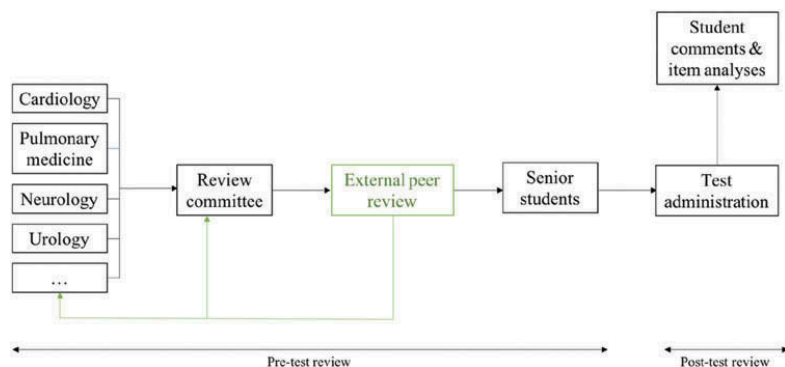 Student
comments &
item analyses
Cardiology
Pulmonary
medicine
Neurology
Urology
...
Review
committee
External peer
review
Senior
students
Test
administration
Pre-test review
Post-test review